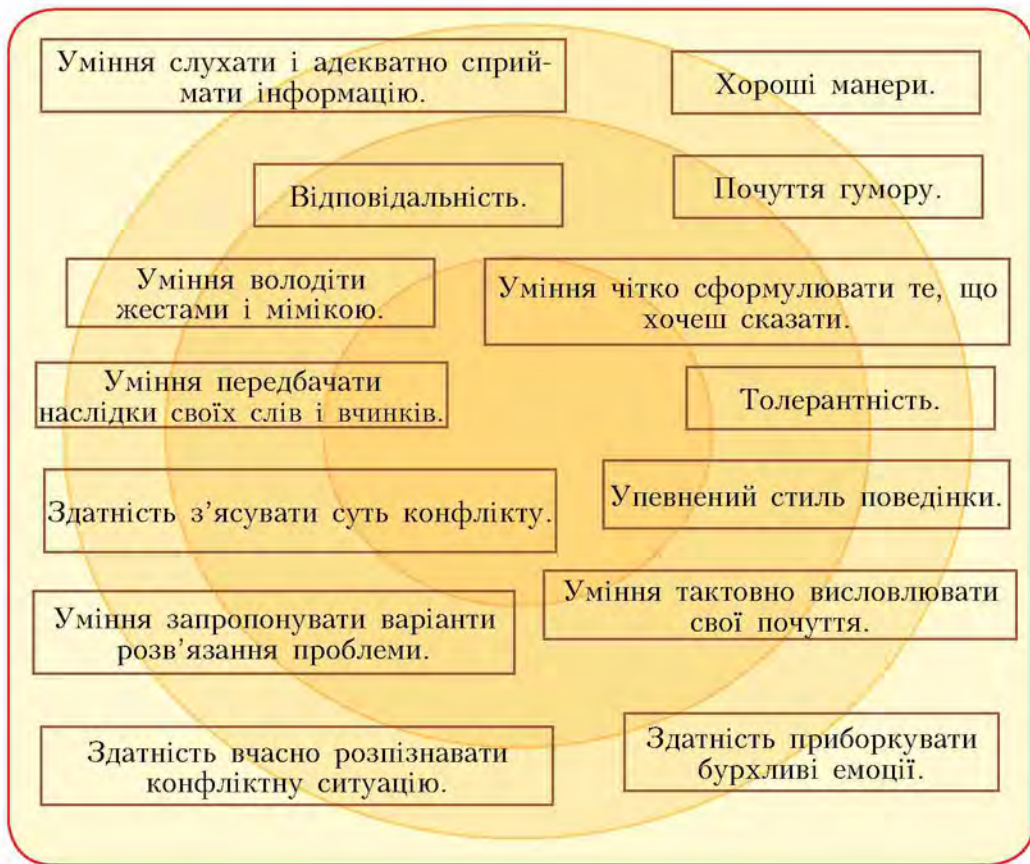 Уміння слухати і адекватно сприй-
мати інформацію.
Хороші манери.
Відповідальність.
Почуття гумору.
Уміння володіти
жестами і мімікою.
Уміння чітко сформулювати те, що
хочеш сказати.
Уміння передбачати
наслідки своїх слів і вчинків.
Толерантність.
Здатність з’ясувати суть конфлікту.
Упевнений стиль поведінки.
Уміння запропонувати варіанти
розв’язання проблеми.
Уміння тактовно висловлювати
свої почуття.
Здатність вчасно розпізнавати
конфліктну ситуацію.
Здатність приборкувати
бурхливі емоції.